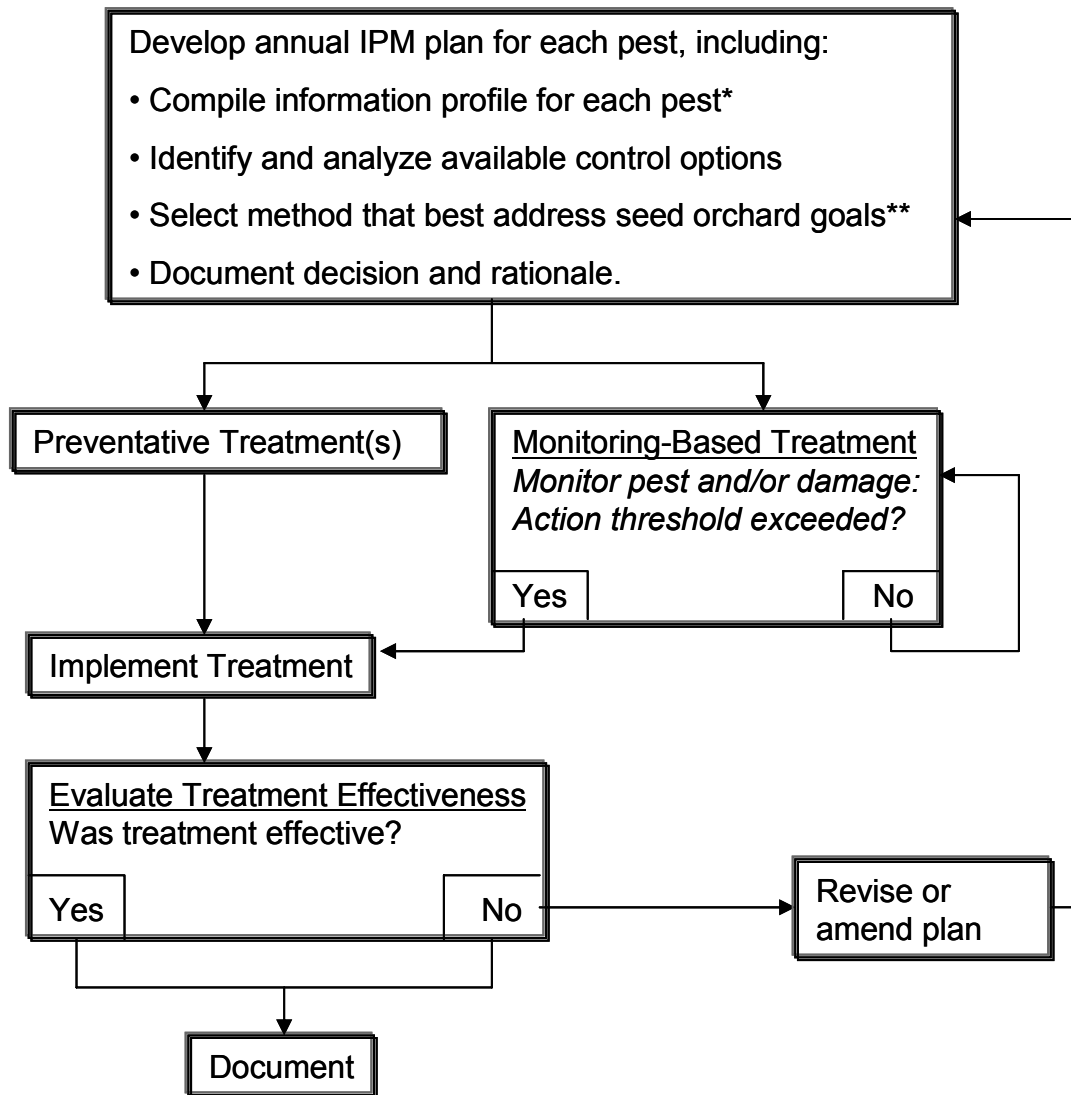 Develop annual IPM plan for each pest, including:
• Compile information profile for each pest*
• Identify and analyze available control options
• Select method that best address seed orchard goals**
• Document decision and rationale.
Preventative Treatment(s)
Monitoring-Based Treatment
Monitor pest and/or damage:
Action threshold exceeded?
Yes
No
Implement Treatment
Evaluate Treatment Effectiveness
Was treatment effective?
Yes
No
Revise or
amend plan
Document